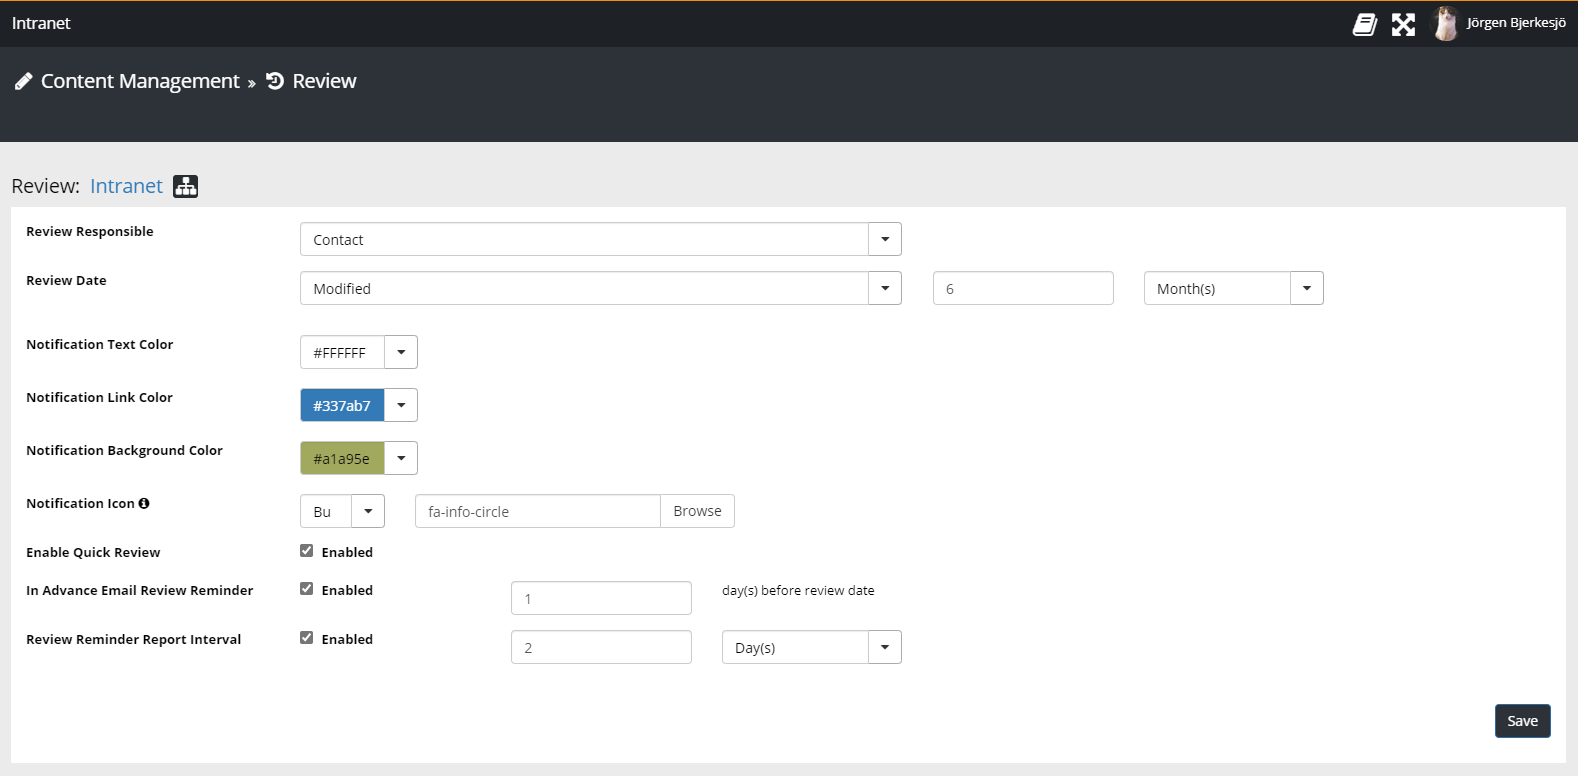 Intranet
Jörgen Bjerkesjö
Content Management » Review
Review: Intranet
Review Responsible Contact
Review Date Modified 6 Month(s)
Notification Text Color #FFFFFF
Notification Link Color #337ab7
Notification Background Color #a1a95e
Notification Icon Bu fa-info-circle Browse
Enable Quick Review Enabled
In Advance Email Review Reminder Enabled 1 day(s) before review date
Review Reminder Report Interval Enabled 2 Day(s)
Save